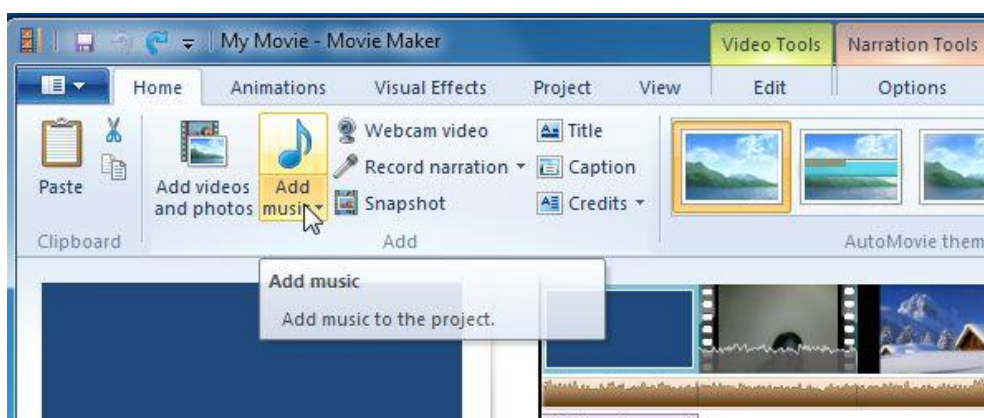 My Movie - Movie Maker
Video Tools
Narration Tools
Home
Animations
Visual Effects
Project
View
Edit
Options
Paste
Add videos
and photos
Add
music
Webcam video
Record narration
Snapshot
Title
Caption
Credits
Clipboard
Add
AutoMovie them
Add music
Add music to the project.